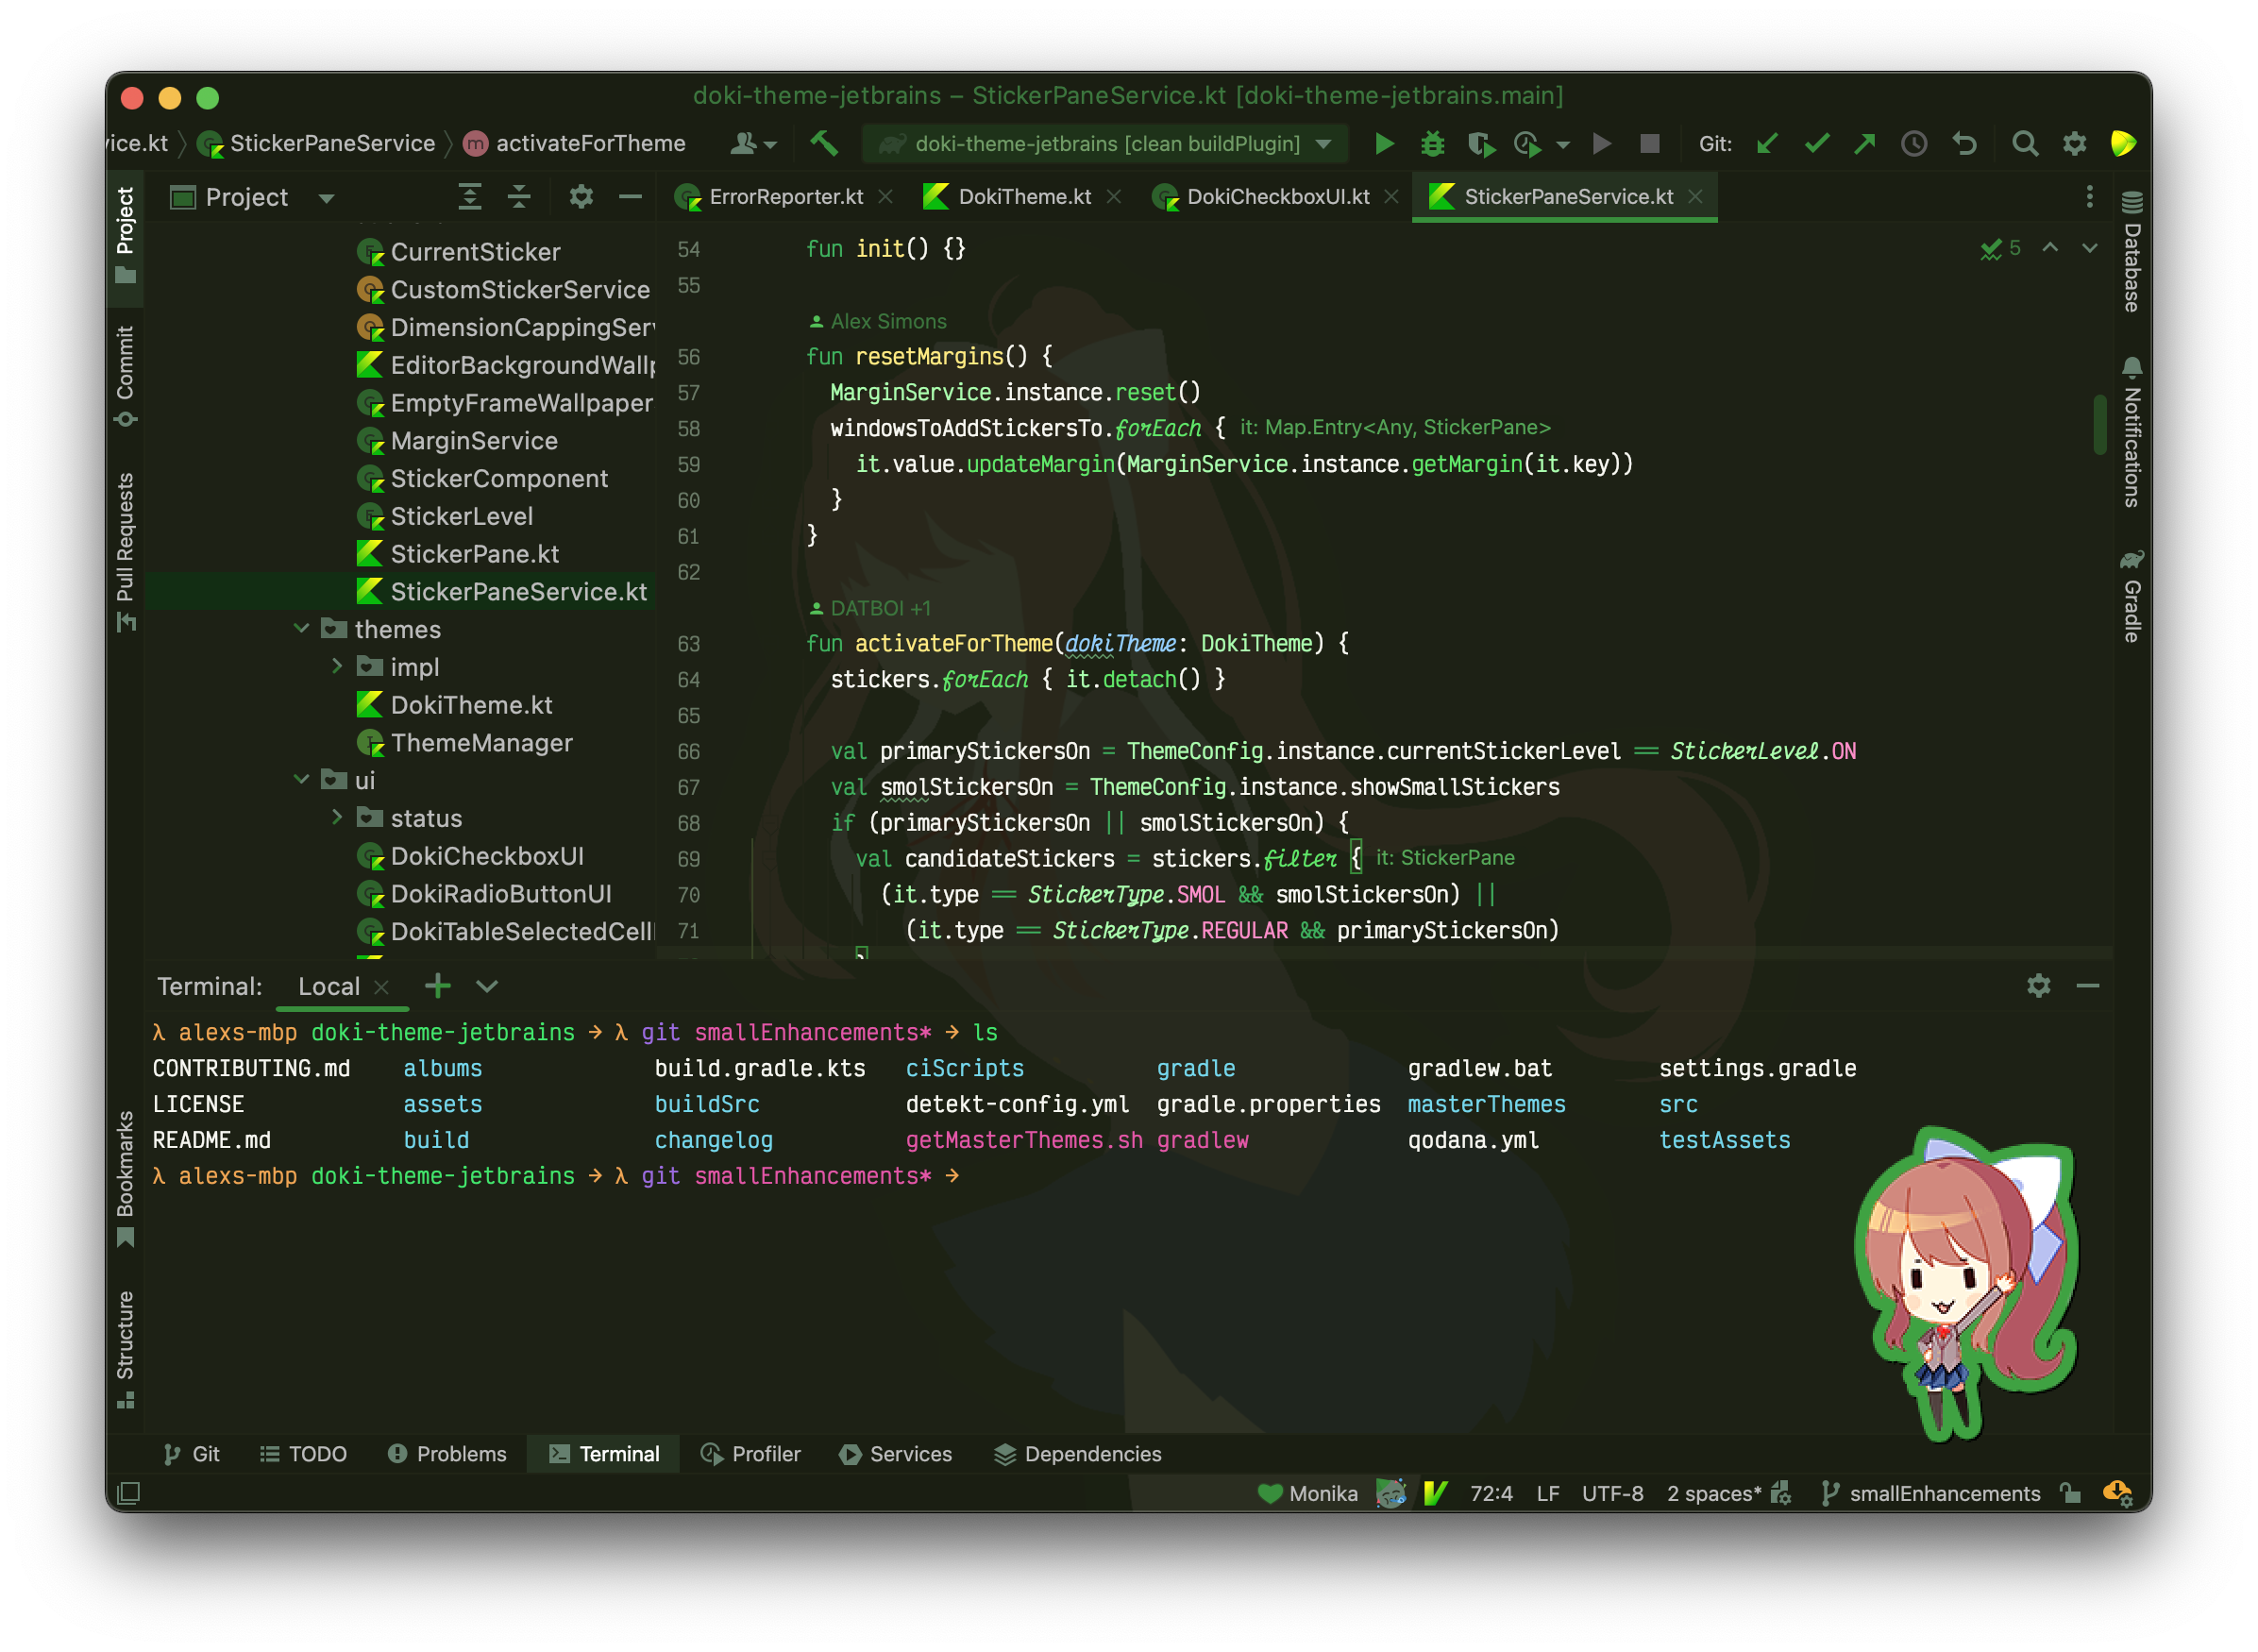 doki-theme-jetbrains – StickerPaneService.kt [doki-theme-jetbrains.main]
vice.kt StickerPaneService activateForTheme doki-theme-jetbrains [clean buildPlugin] Git:
Project
ErrorReporter.kt DokiTheme.kt DokiCheckboxUI.kt StickerPaneService.kt
Project
Commit
Pull Requests
Bookmarks
Structure
CurrentSticker
CustomStickerService
DimensionCappingSer
EditorBackgroundWall
EmptyFrameWallpaper
MarginService
StickerComponent
StickerLevel
StickerPane.kt
StickerPaneService.kt
themes
impl
DokiTheme.kt
ThemeManager
ui
status
DokiCheckboxUI
DokiRadioButtonUI
DokiTableSelectedCell
5
54 fun init() {}
55
Alex Simons
56 fun resetMargins() {
57 MarginService.instance.reset()
58 windowsToAddStickersTo.forEach { it: Map.Entry<Any, StickerPane>
59 it.value.updateMargin(MarginService.instance.getMargin(it.key))
60 }
61 }
62
DATBOI +1
63 fun activateForTheme(dokiTheme: DokiTheme) {
64 stickers.forEach { it.detach() }
65
66 val primaryStickersOn = ThemeConfig.instance.currentStickerLevel == StickerLevel.ON
67 val smolStickersOn = ThemeConfig.instance.showSmallStickers
68 if (primaryStickersOn || smolStickersOn) {
69 val candidateStickers = stickers.filter { it: StickerPane
70 (it.type == StickerType.SMOL && smolStickersOn) ||
71 (it.type == StickerType.REGULAR && primaryStickersOn)
Database
Notifications
Gradle
Terminal: Local
λ alexs-mbp doki-theme-jetbrains → λ git smallEnhancements* → ls
CONTRIBUTING.md albums build.gradle.kts ciScripts gradle gradlew.bat settings.gradle
LICENSE assets buildSrc detekt-config.yml gradle.properties masterThemes src
README.md build changelog getMasterThemes.sh gradlew qodana.yml testAssets
λ alexs-mbp doki-theme-jetbrains → λ git smallEnhancements* →
Git TODO Problems Terminal Profiler Services Dependencies
Monika 72:4 LF UTF-8 2 spaces* smallEnhancements